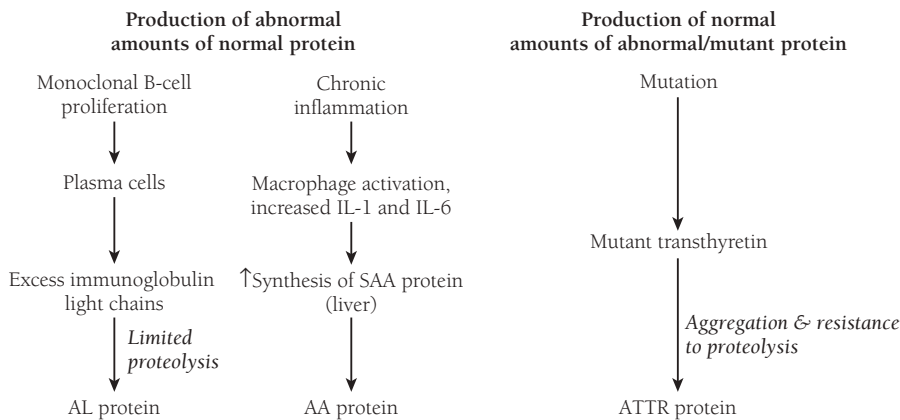 Production of abnormal
amounts of normal protein
Monoclonal B-cell
proliferation
Plasma cells
Excess immunoglobulin
light chains
Limited
proteolysis
AL protein
Chronic
inflammation
Macrophage activation,
increased IL-1 and IL-6
↑Synthesis of SAA protein
(liver)
AA protein
Production of normal
amounts of abnormal/mutant protein
Mutation
Mutant transthyretin
Aggregation & resistance
to proteolysis
ATTR protein